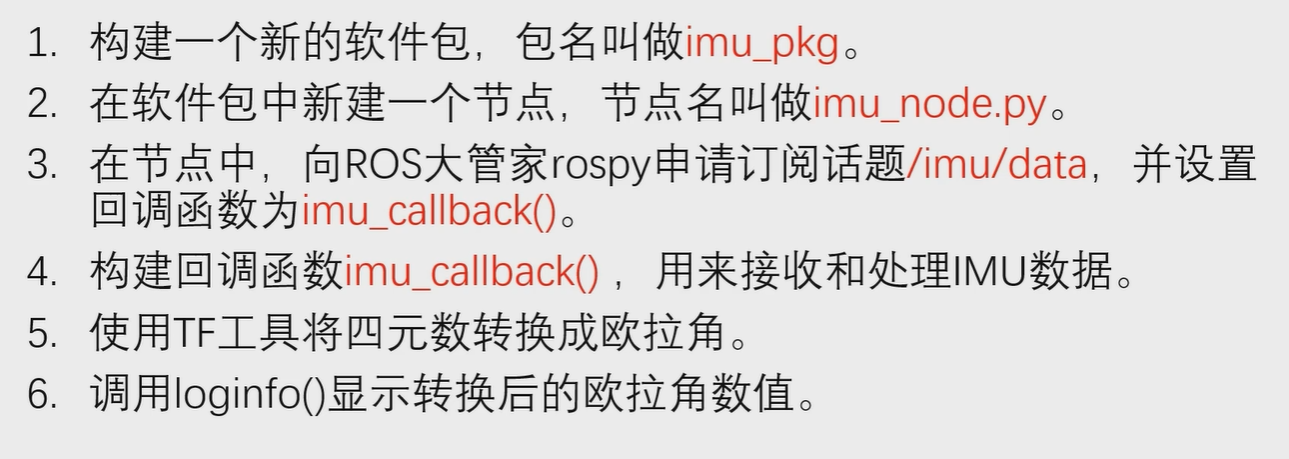 1. 构建一个新的软件包，包名叫做imu_pkg。
2. 在软件包中新建一个节点，节点名叫做imu_node.py。
3. 在节点中，向ROS大管家rospy申请订阅话题/imu/data，并设置
回调函数为imu_callback()。
4. 构建回调函数imu_callback() ，用来接收和处理IMU数据。
5. 使用TF工具将四元数转换成欧拉角。
6. 调用loginfo()显示转换后的欧拉角数值。